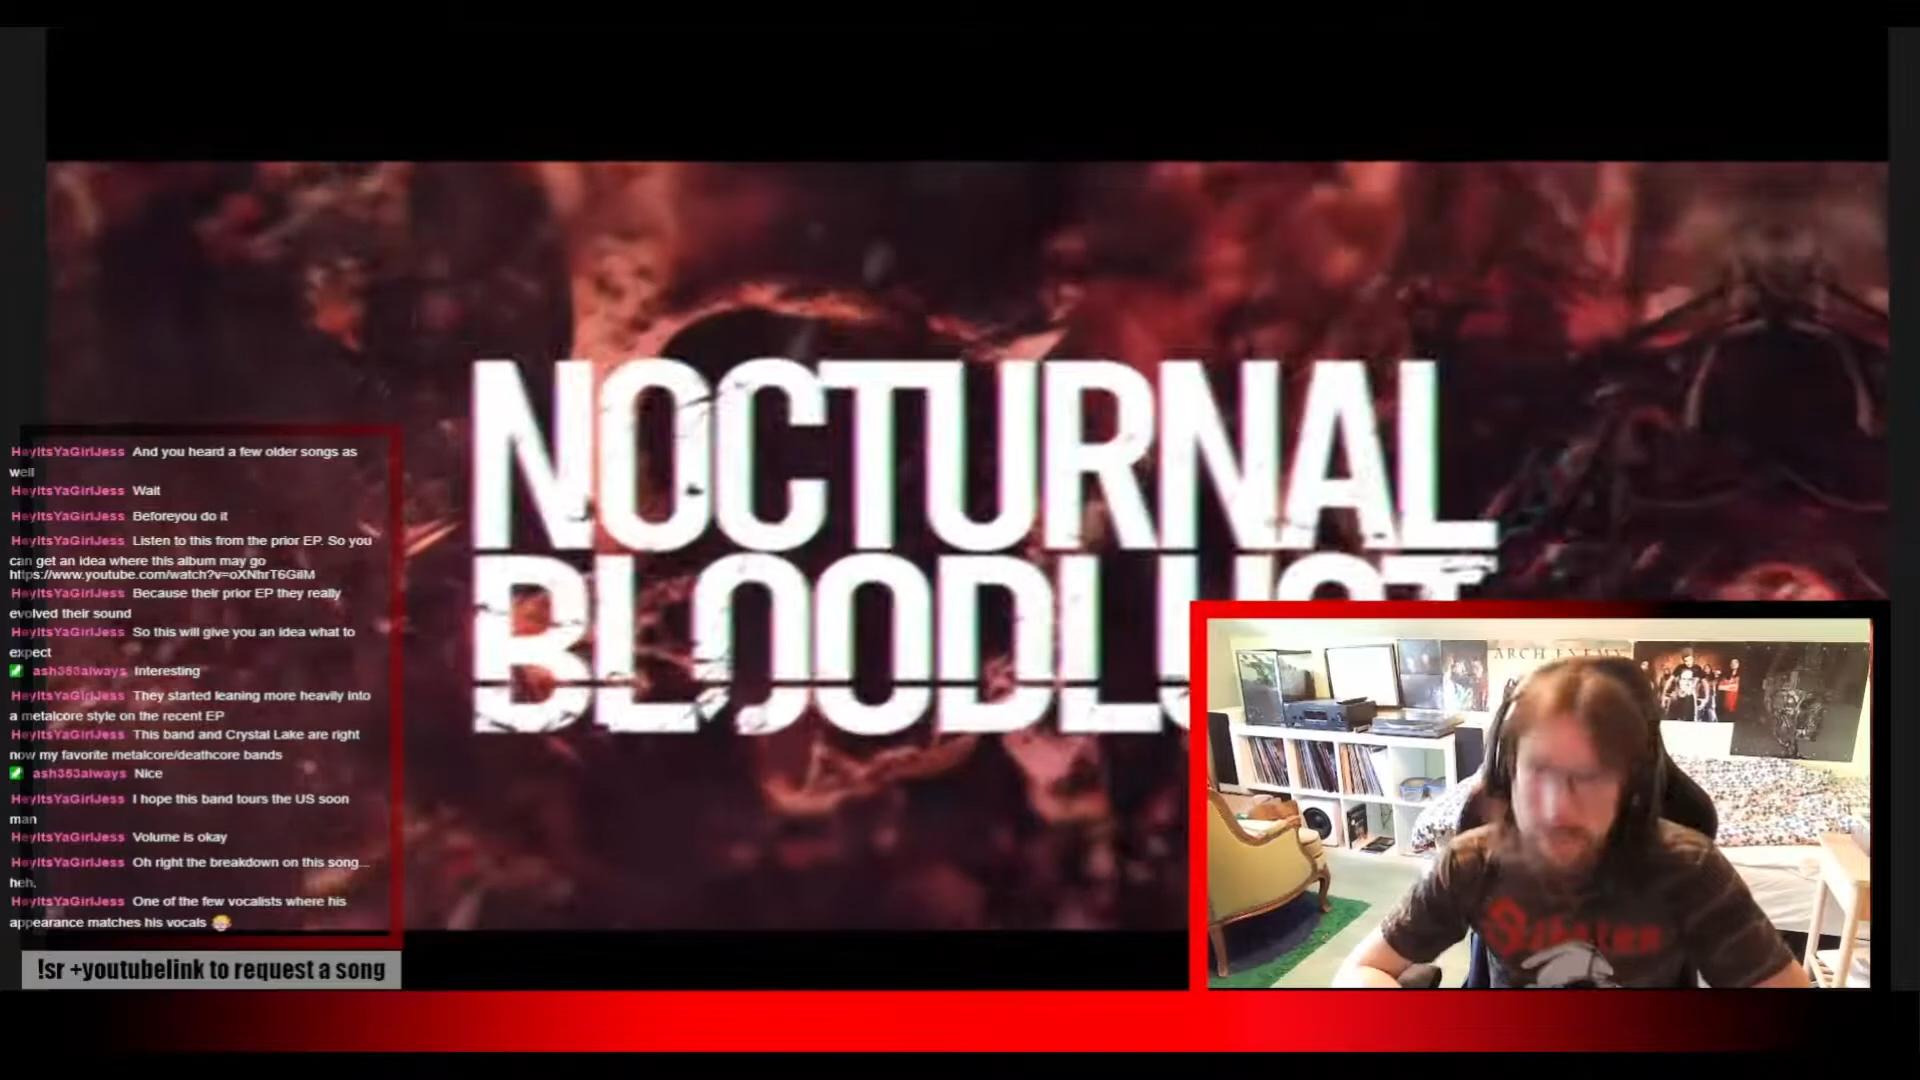 NOCTURNAL
BLOODLUST
HeyItsYaGirlJess And you heard a few older songs as
well
HeyItsYaGirlJess Wait
HeyItsYaGirlJess Beforeyou do it
HeyItsYaGirlJess Listen to this from the prior EP. So you
can get an idea where this album may go
https://www.youtube.com/watch?v=oXNhrT6GilM
HeyItsYaGirlJess Because their prior EP they really
evolved their sound
HeyItsYaGirlJess So this will give you an idea what to
expect
ash353always Interesting
HeyItsYaGirlJess They started leaning more heavily into
a metalcore style on the recent EP
HeyItsYaGirlJess This band and Crystal Lake are right
now my favorite metalcore/deathcore bands
ash353always Nice
HeyItsYaGirlJess I hope this band tours the US soon
man
HeyItsYaGirlJess Volume is okay
HeyItsYaGirlJess Oh right the breakdown on this song...
heh.
HeyItsYaGirlJess One of the few vocalists where his
appearance matches his vocals
!sr +youtubelink to request a song
ARCH ENEMY
Sabaton